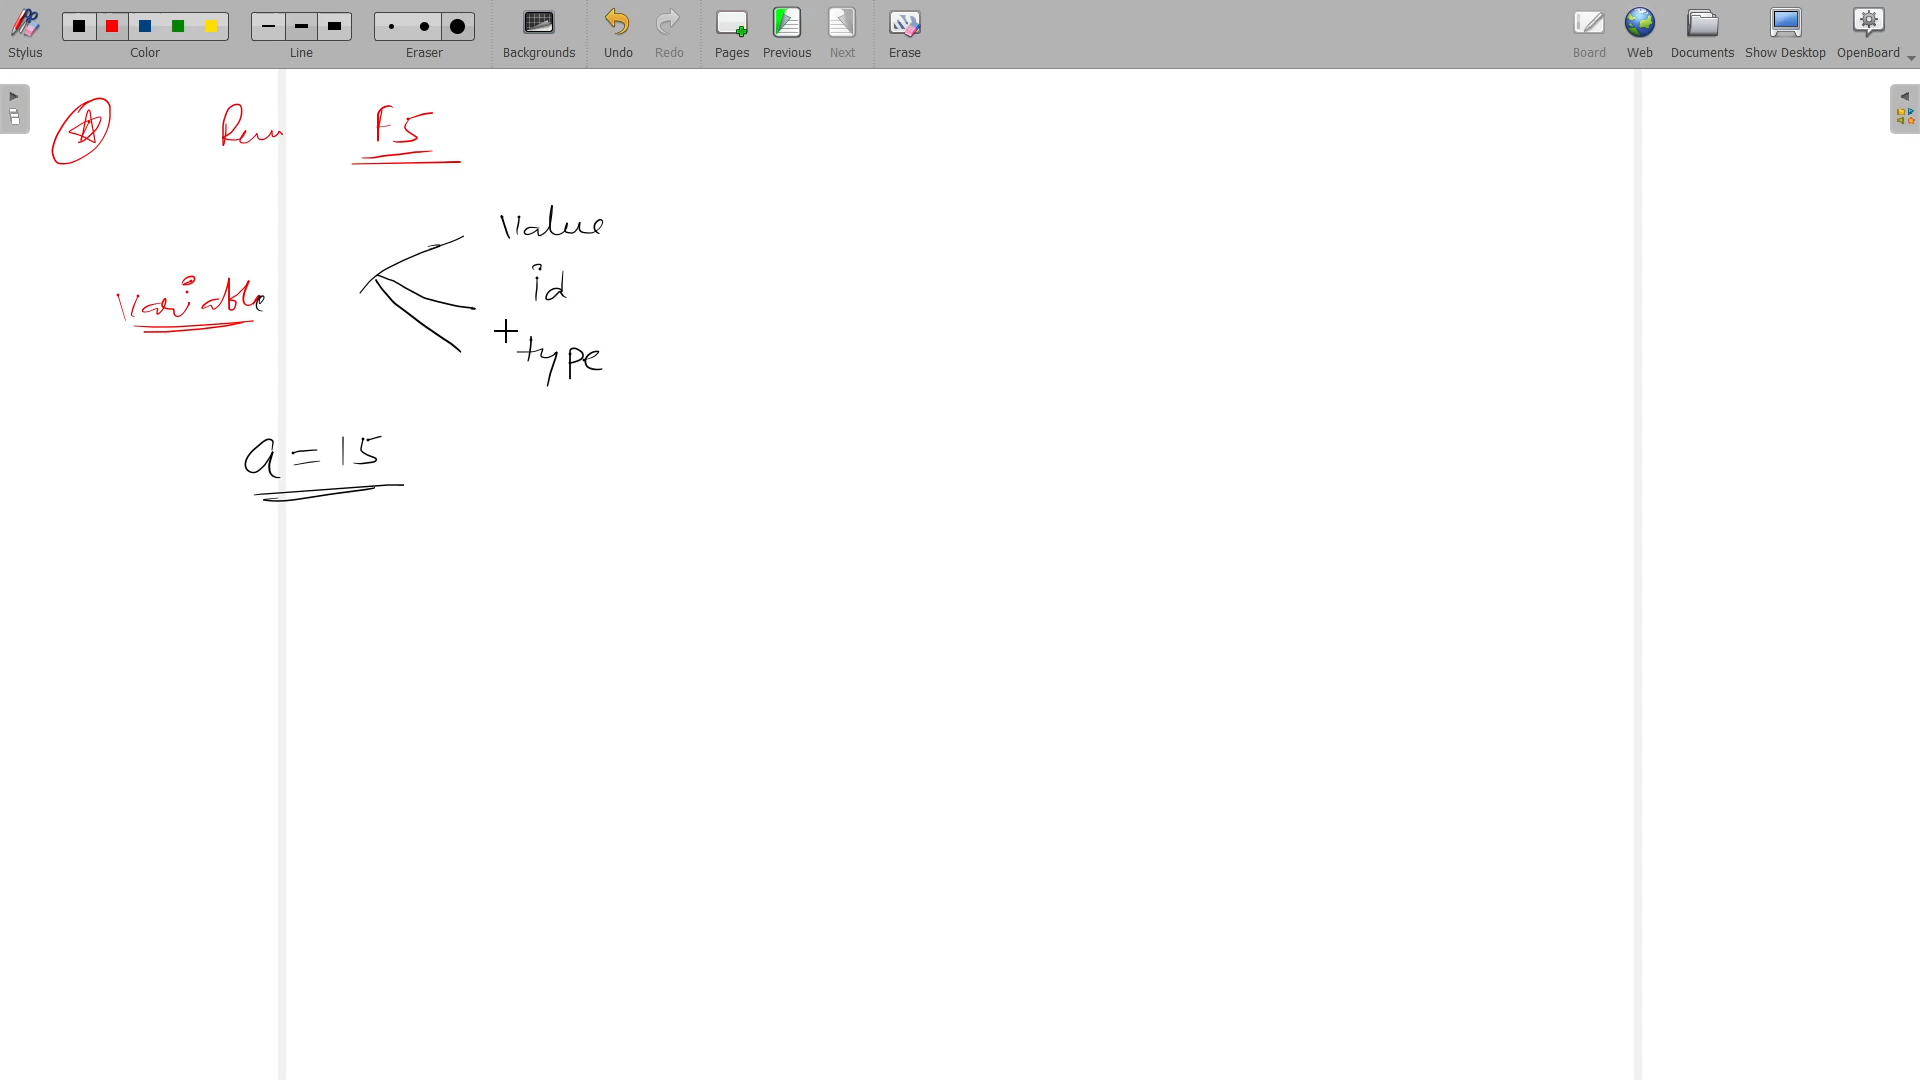 Stylus Color Line Eraser Backgrounds Undo Redo Pages Previous Next Erase Board Web Documents Show Desktop OpenBoard
Run F5
Value
id
Variable
type
a = 15